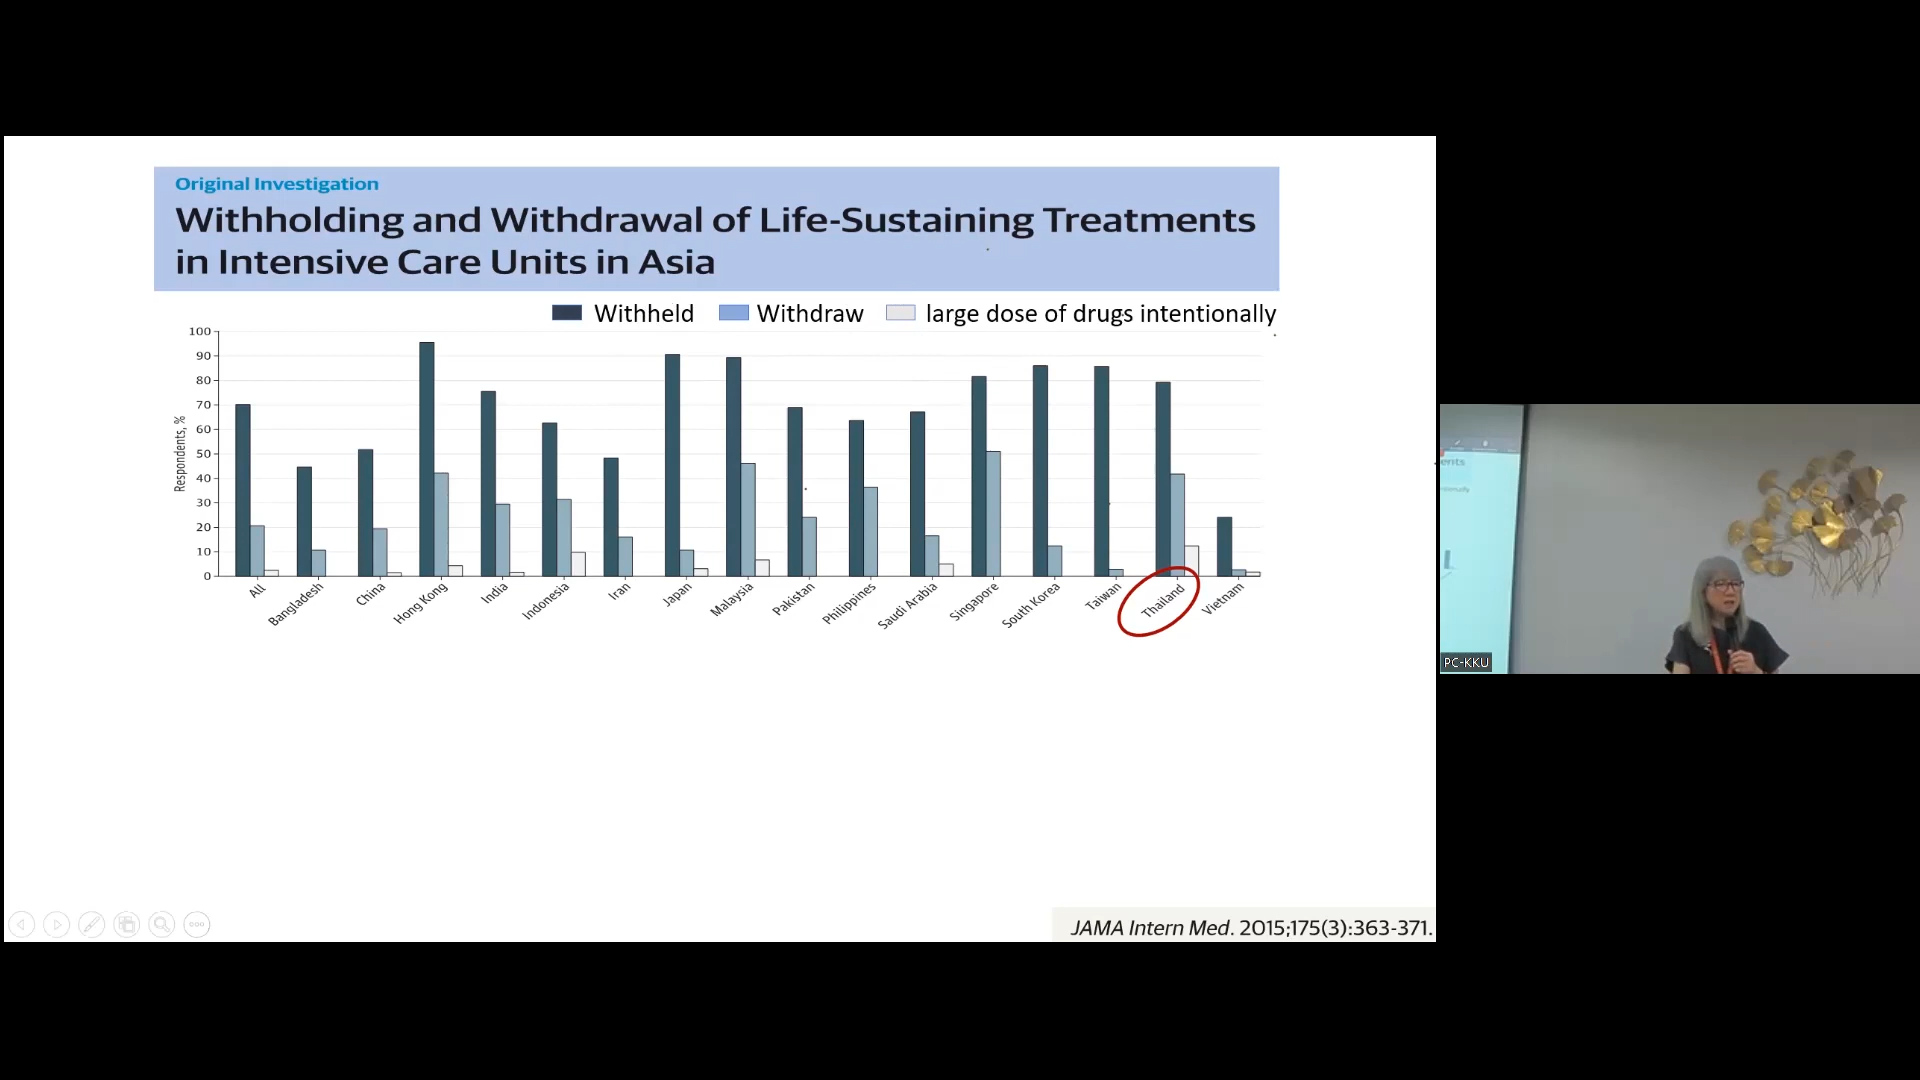 Original Investigation
Withholding and Withdrawal of Life-Sustaining Treatments
in Intensive Care Units in Asia
Withheld Withdraw large dose of drugs intentionally
Respondents, %
100
90
80
70
60
50
40
30
20
10
0
All Bangladesh China Hong Kong India Indonesia Iran Japan Malaysia Pakistan Philippines Saudi Arabia Singapore South Korea Taiwan Thailand Vietnam
JAMA Intern Med. 2015;175(3):363-371.
PC-KKU